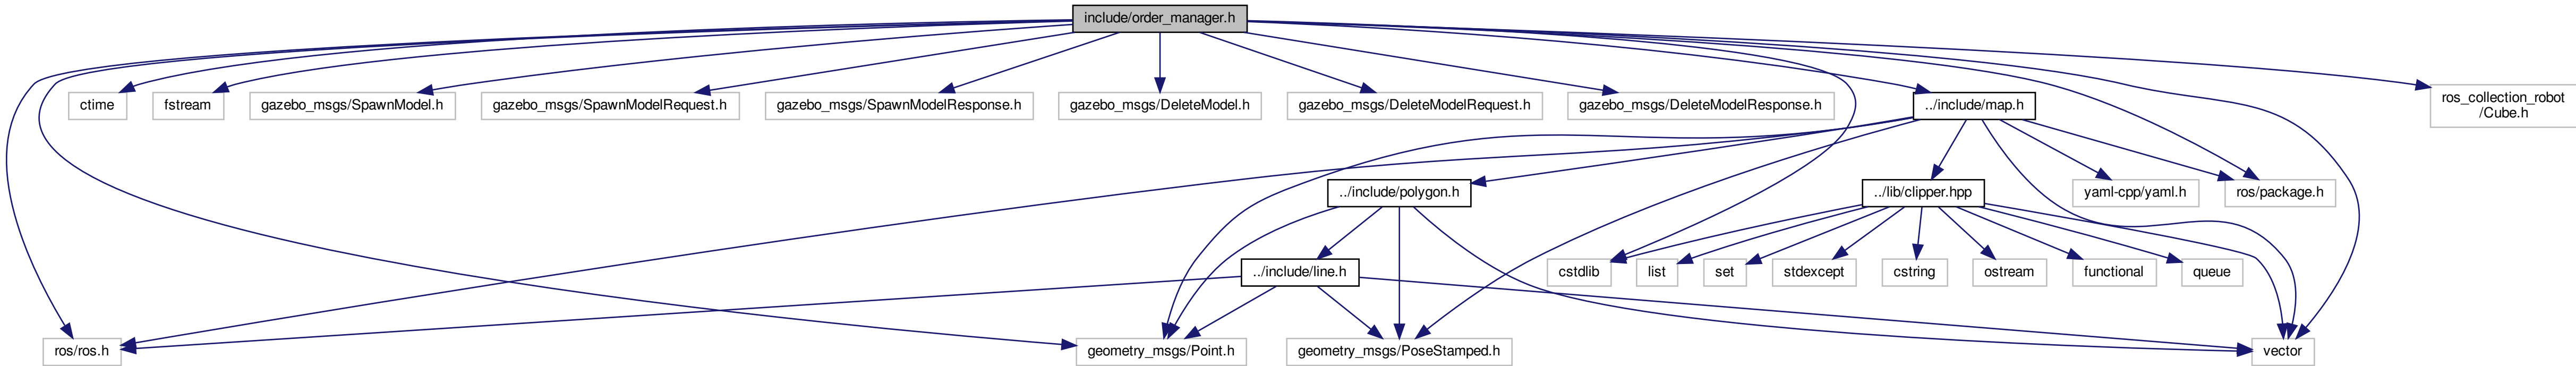 include/order_manager.h
ctime
fstream
gazebo_msgs/SpawnModel.h
gazebo_msgs/SpawnModelRequest.h
gazebo_msgs/SpawnModelResponse.h
gazebo_msgs/DeleteModel.h
gazebo_msgs/DeleteModelRequest.h
gazebo_msgs/DeleteModelResponse.h
../include/map.h
ros_collection_robot
/Cube.h
../include/polygon.h
../lib/clipper.hpp
yaml-cpp/yaml.h
ros/package.h
../include/line.h
cstdlib
list
set
stdexcept
cstring
ostream
functional
queue
ros/ros.h
geometry_msgs/Point.h
geometry_msgs/PoseStamped.h
vector